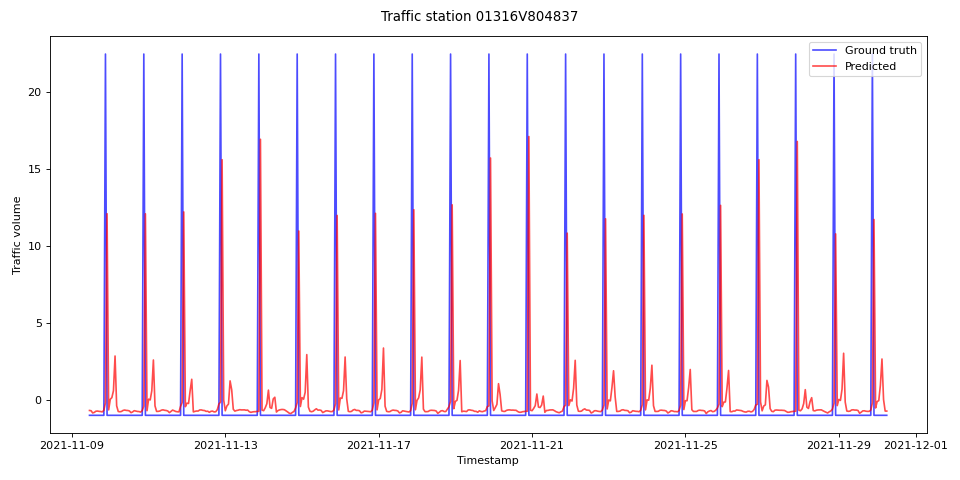 Traffic station 01316V804837
Ground truth
Predicted
Traffic volume
20
15
10
5
0
2021-11-09
2021-11-13
2021-11-17
2021-11-21
2021-11-25
2021-11-29
2021-12-01
Timestamp